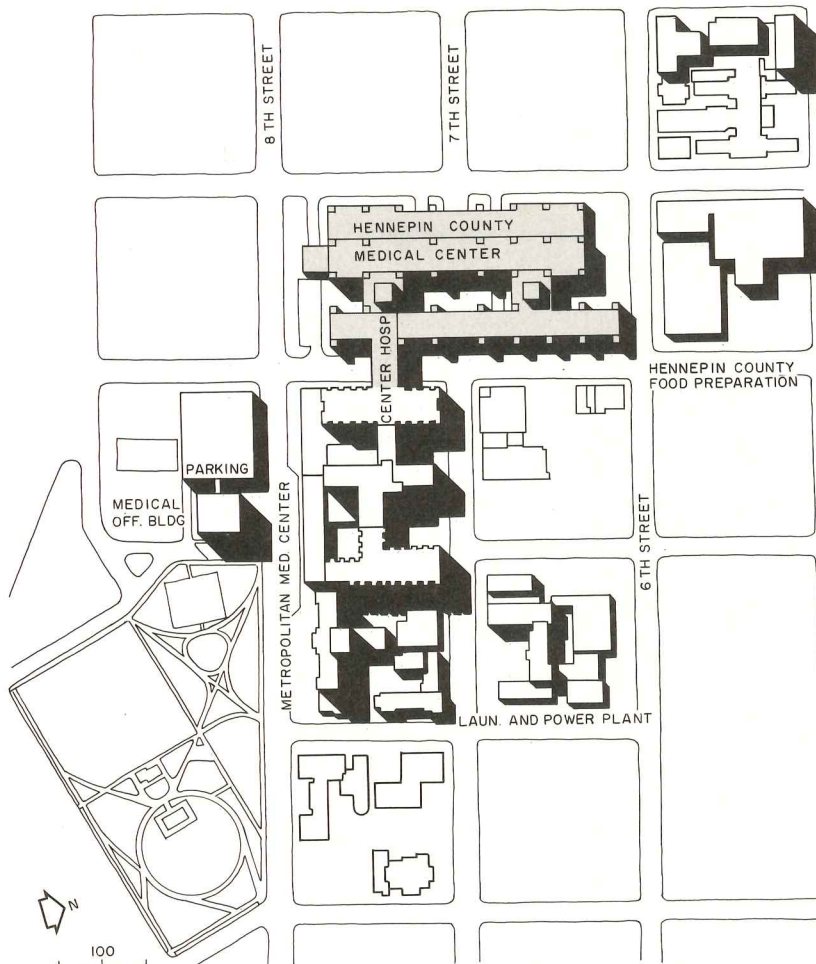 8TH STREET
7TH STREET
HENNEPIN COUNTY
MEDICAL CENTER
CENTER HOSP
HENNEPIN COUNTY
FOOD PREPARATION
PARKING
MEDICAL
OFF. BLDG
METROPOLITAN MED. CENTER
6TH STREET
LAUN. AND POWER PLANT
N
100